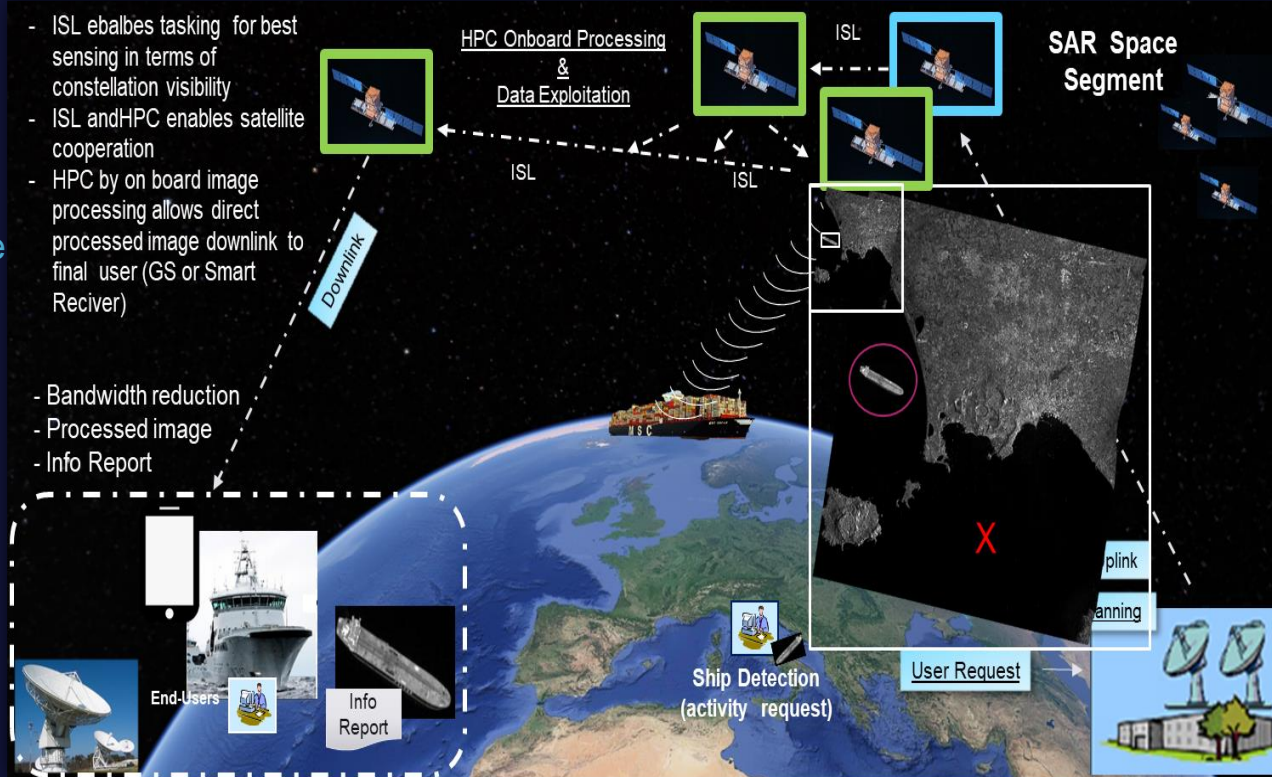 - ISL ebalbes tasking for best
sensing in terms of
constellation visibility
- ISL andHPC enables satellite
cooperation
- HPC by on board image
processing allows direct
processed image downlink to
final user (GS or Smart
Reciver)
e
HPC Onboard Processing
&
Data Exploitation
ISL
SAR Space
Segment
ISL
ISL
Downlink
- Bandwidth reduction
- Processed image
- Info Report
MSC
X
plink
anning
End-Users
Info
Report
Ship Detection
(activity request)
User Request